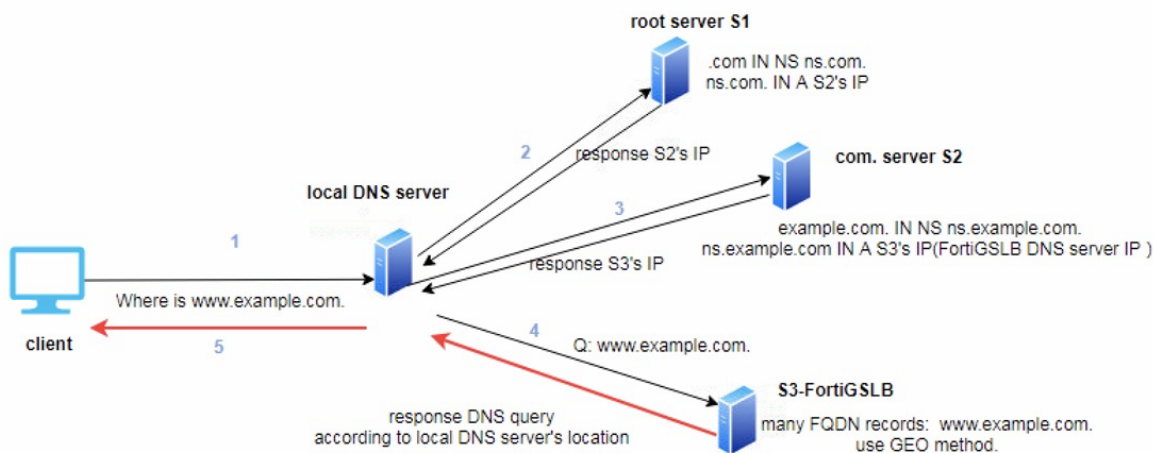 root server S1
.com IN NS ns.com.
ns.com. IN A S2's IP
2
response S2's IP
com. server S2
local DNS server
3
example.com. IN NS ns.example.com.
ns.example.com IN A S3's IP(FortiGSLB DNS server IP )
1
response S3's IP
Where is www.example.com.
client
5
4
Q: www.example.com.
S3-FortiGSLB
response DNS query
according to local DNS server's location
many FQDN records: www.example.com.
use GEO method.